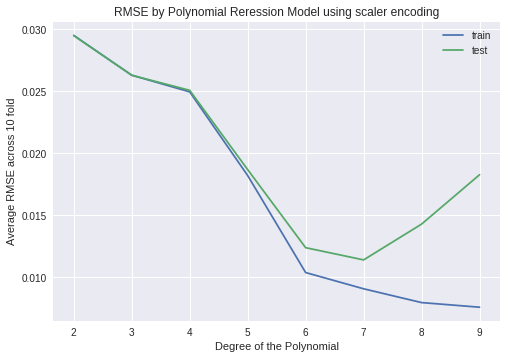 RMSE by Polynomial Reression Model using scaler encoding
train
test
0.030
0.025
0.020
0.015
0.010
Average RMSE across 10 fold
2 3 4 5 6 7 8 9
Degree of the Polynomial